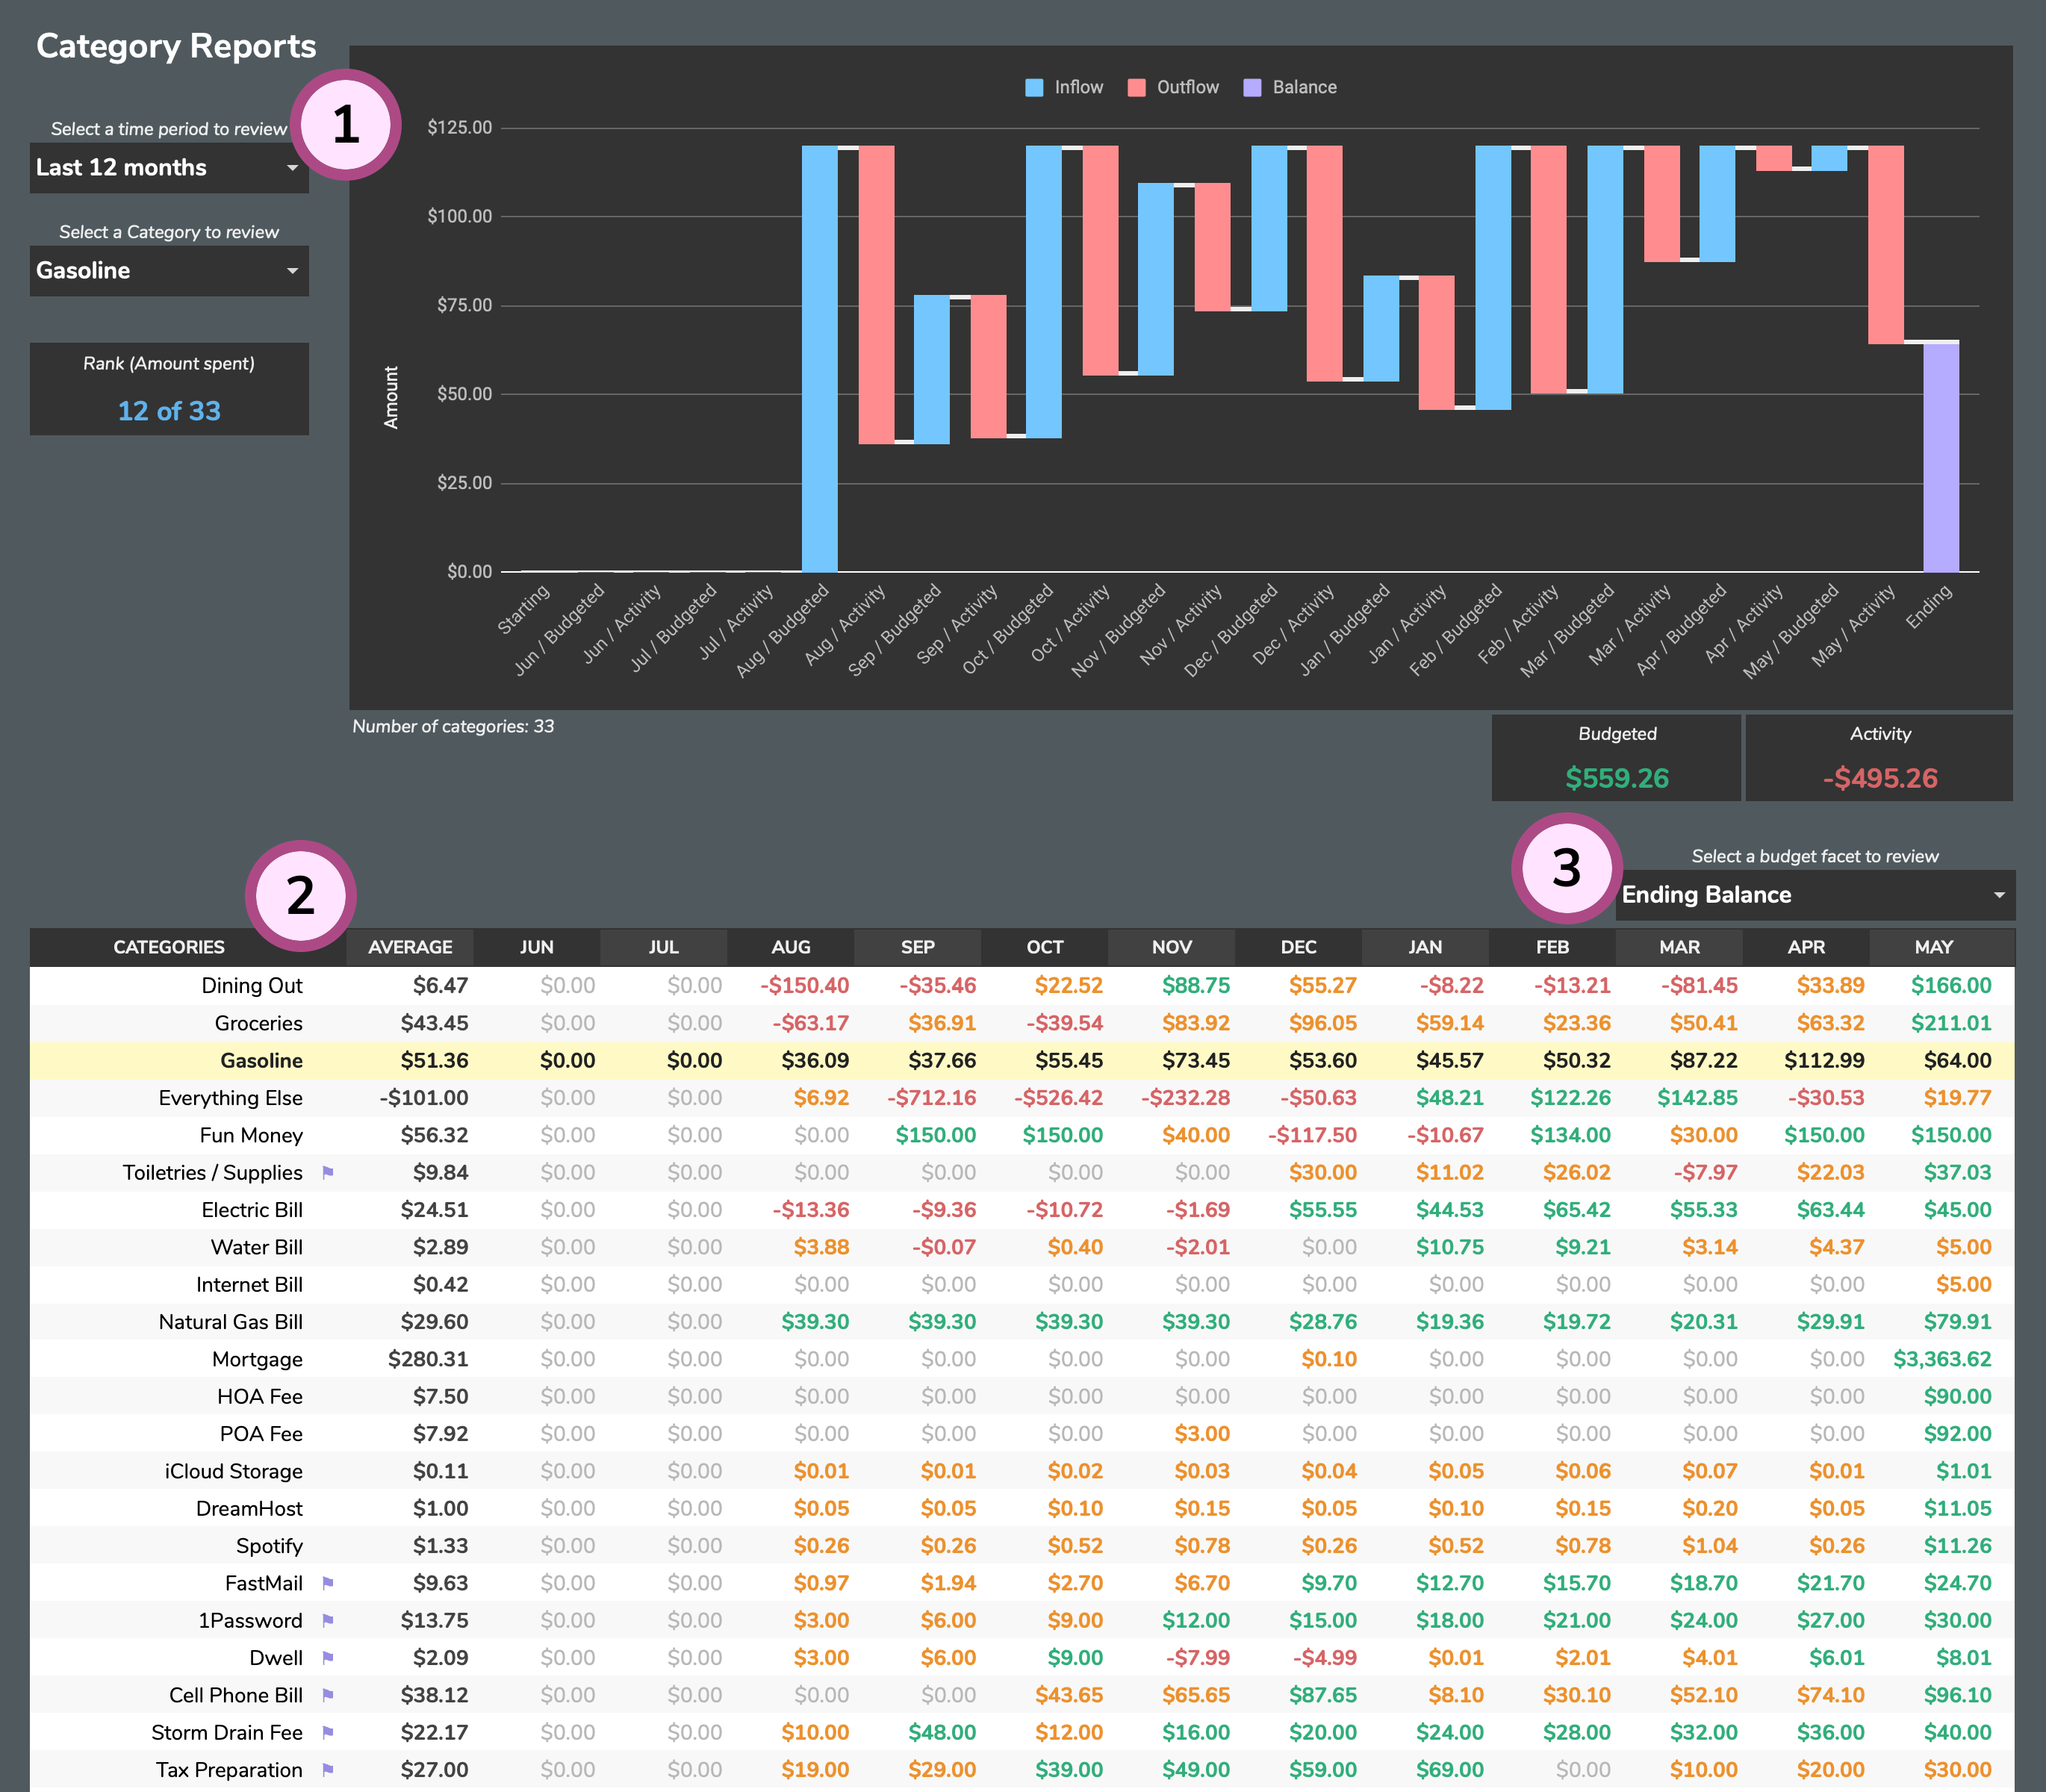 Category Reports
1
Select a time period to review
Last 12 months
Select a Category to review
Gasoline
Rank (Amount spent)
12 of 33
Inflow Outflow Balance
Amount
$125.00
$100.00
$75.00
$50.00
$25.00
$0.00
Starting
Jun / Budgeted
Jun / Activity
Jul / Budgeted
Jul / Activity
Aug / Budgeted
Aug / Activity
Sep / Budgeted
Sep / Activity
Oct / Budgeted
Oct / Activity
Nov / Budgeted
Nov / Activity
Dec / Budgeted
Dec / Activity
Jan / Budgeted
Jan / Activity
Feb / Budgeted
Feb / Activity
Mar / Budgeted
Mar / Activity
Apr / Budgeted
Apr / Activity
May / Budgeted
May / Activity
Ending
Number of categories: 33
Budgeted
$559.26
Activity
-$495.26
2
3
Select a budget facet to review
Ending Balance
CATEGORIES AVERAGE JUN JUL AUG SEP OCT NOV DEC JAN FEB MAR APR MAY
Dining Out $6.47 $0.00 $0.00 -$150.40 -$35.46 $22.52 $88.75 $55.27 -$8.22 -$13.21 -$81.45 $33.89 $166.00
Groceries $43.45 $0.00 $0.00 -$63.17 $36.91 -$39.54 $83.92 $96.05 $59.14 $23.36 $50.41 $63.32 $211.01
Gasoline $51.36 $0.00 $0.00 $36.09 $37.66 $55.45 $73.45 $53.60 $45.57 $50.32 $87.22 $112.99 $64.00
Everything Else -$101.00 $0.00 $0.00 $6.92 -$712.16 -$526.42 -$232.28 -$50.63 $48.21 $122.26 $142.85 -$30.53 $19.77
Fun Money $56.32 $0.00 $0.00 $0.00 $150.00 $150.00 $40.00 -$117.50 -$10.67 $134.00 $30.00 $150.00 $150.00
Toiletries / Supplies $9.84 $0.00 $0.00 $0.00 $0.00 $0.00 $0.00 $30.00 $11.02 $26.02 -$7.97 $22.03 $37.03
Electric Bill $24.51 $0.00 $0.00 -$13.36 -$9.36 -$10.72 -$1.69 $55.55 $44.53 $65.42 $55.33 $63.44 $45.00
Water Bill $2.89 $0.00 $0.00 $3.88 -$0.07 $0.40 -$2.01 $0.00 $10.75 $9.21 $3.14 $4.37 $5.00
Internet Bill $0.42 $0.00 $0.00 $0.00 $0.00 $0.00 $0.00 $0.00 $0.00 $0.00 $0.00 $0.00 $5.00
Natural Gas Bill $29.60 $0.00 $0.00 $39.30 $39.30 $39.30 $39.30 $28.76 $19.36 $19.72 $20.31 $29.91 $79.91
Mortgage $280.31 $0.00 $0.00 $0.00 $0.00 $0.00 $0.00 $0.10 $0.00 $0.00 $0.00 $0.00 $3,363.62
HOA Fee $7.50 $0.00 $0.00 $0.00 $0.00 $0.00 $0.00 $0.00 $0.00 $0.00 $0.00 $0.00 $90.00
POA Fee $7.92 $0.00 $0.00 $0.00 $0.00 $0.00 $3.00 $0.00 $0.00 $0.00 $0.00 $0.00 $92.00
iCloud Storage $0.11 $0.00 $0.00 $0.01 $0.01 $0.02 $0.03 $0.04 $0.05 $0.06 $0.07 $0.01 $1.01
DreamHost $1.00 $0.00 $0.00 $0.05 $0.05 $0.10 $0.15 $0.05 $0.10 $0.15 $0.20 $0.05 $11.05
Spotify $1.33 $0.00 $0.00 $0.26 $0.26 $0.52 $0.78 $0.26 $0.52 $0.78 $1.04 $0.26 $11.26
FastMail $9.63 $0.00 $0.00 $0.97 $1.94 $2.70 $6.70 $9.70 $12.70 $15.70 $18.70 $21.70 $24.70
1Password $13.75 $0.00 $0.00 $3.00 $6.00 $9.00 $12.00 $15.00 $18.00 $21.00 $24.00 $27.00 $30.00
Dwell $2.09 $0.00 $0.00 $3.00 $6.00 $9.00 -$7.99 -$4.99 $0.01 $2.01 $4.01 $6.01 $8.01
Cell Phone Bill $38.12 $0.00 $0.00 $0.00 $0.00 $43.65 $65.65 $87.65 $8.10 $30.10 $52.10 $74.10 $96.10
Storm Drain Fee $22.17 $0.00 $0.00 $10.00 $48.00 $12.00 $16.00 $20.00 $24.00 $28.00 $32.00 $36.00 $40.00
Tax Preparation $27.00 $0.00 $0.00 $19.00 $29.00 $39.00 $49.00 $59.00 $69.00 $0.00 $10.00 $20.00 $30.00